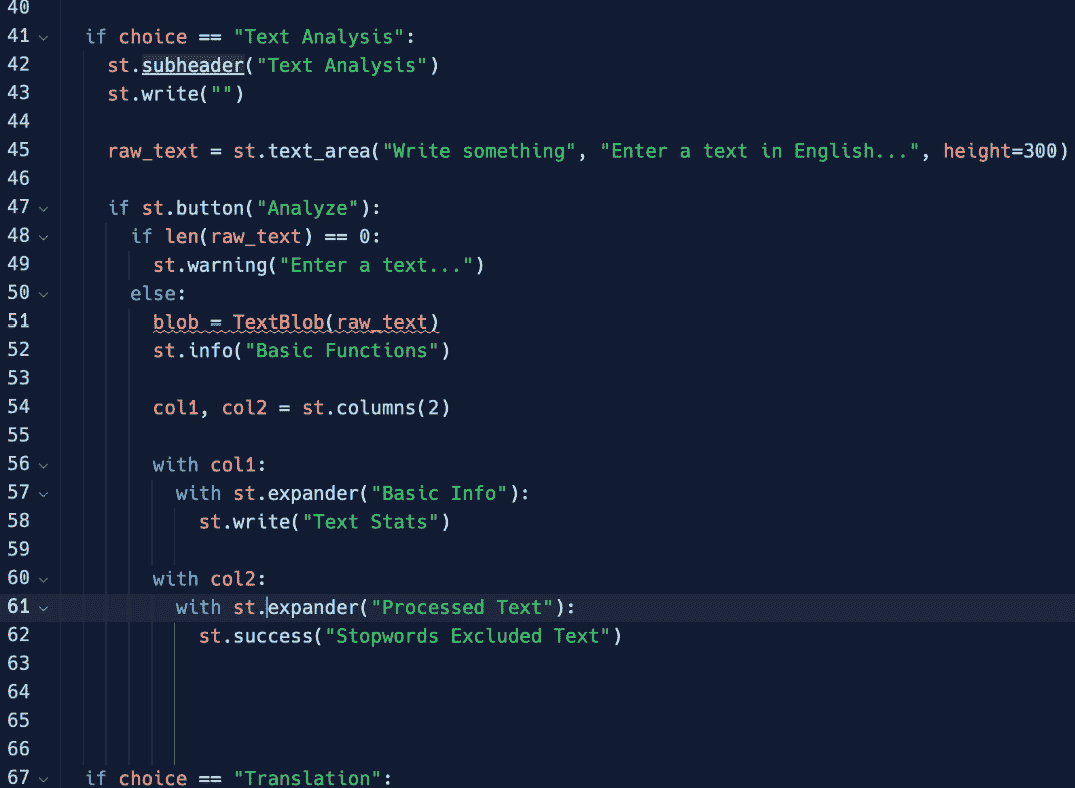 40
41 if choice == "Text Analysis":
42 st.subheader("Text Analysis")
43 st.write("")
44
45 raw_text = st.text_area("Write something", "Enter a text in English...", height=300)
46
47 if st.button("Analyze"):
48 if len(raw_text) == 0:
49 st.warning("Enter a text...")
50 else:
51 blob = TextBlob(raw_text)
52 st.info("Basic Functions")
53
54 col1, col2 = st.columns(2)
55
56 with col1:
57 with st.expander("Basic Info"):
58 st.write("Text Stats")
59
60 with col2:
61 with st.expander("Processed Text"):
62 st.success("Stopwords Excluded Text")
63
64
65
66
67 if choice == "Translation":